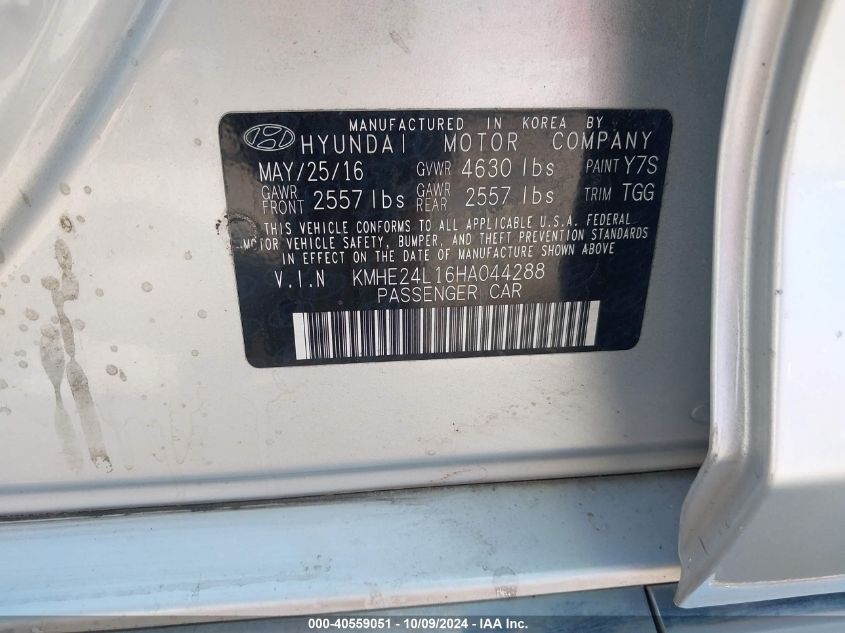 MANUFACTURED IN KOREA BY
HYUNDAI MOTOR COMPANY
MAY/25/16 GVWR 4630 lbs PAINT Y7S
GAWR FRONT 2557 lbs GAWR REAR 2557 lbs TRIM TGG
THIS VEHICLE CONFORMS TO ALL APPLICABLE U.S.A. FEDERAL
MOTOR VEHICLE SAFETY, BUMPER, AND THEFT PREVENTION STANDARDS
IN EFFECT ON THE DATE OF MANUFACTURE SHOWN ABOVE
V.I.N KMHE24L16HA044288
PASSENGER CAR
000-40559051 - 10/09/2024 - IAA Inc.